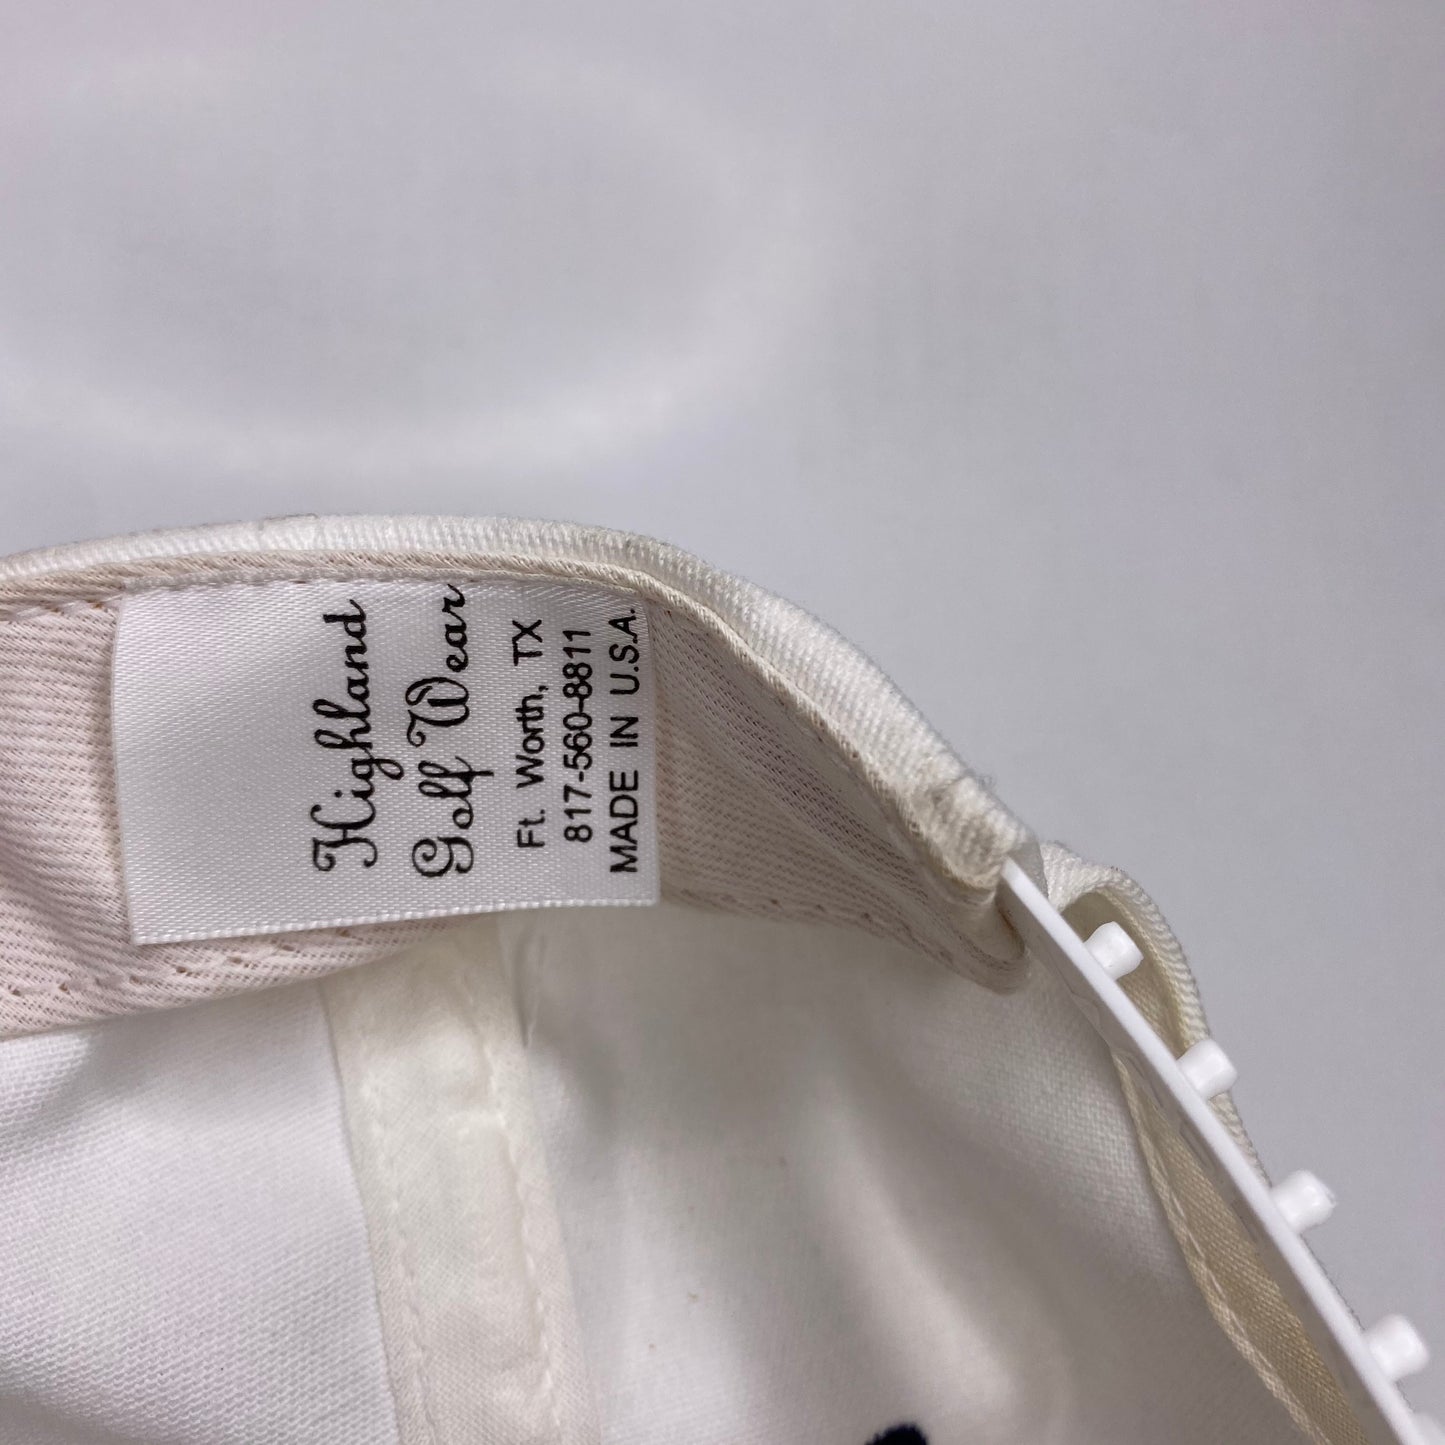 Highland
Golf Wear
Ft. Worth, TX
817-560-8811
MADE IN U.S.A.